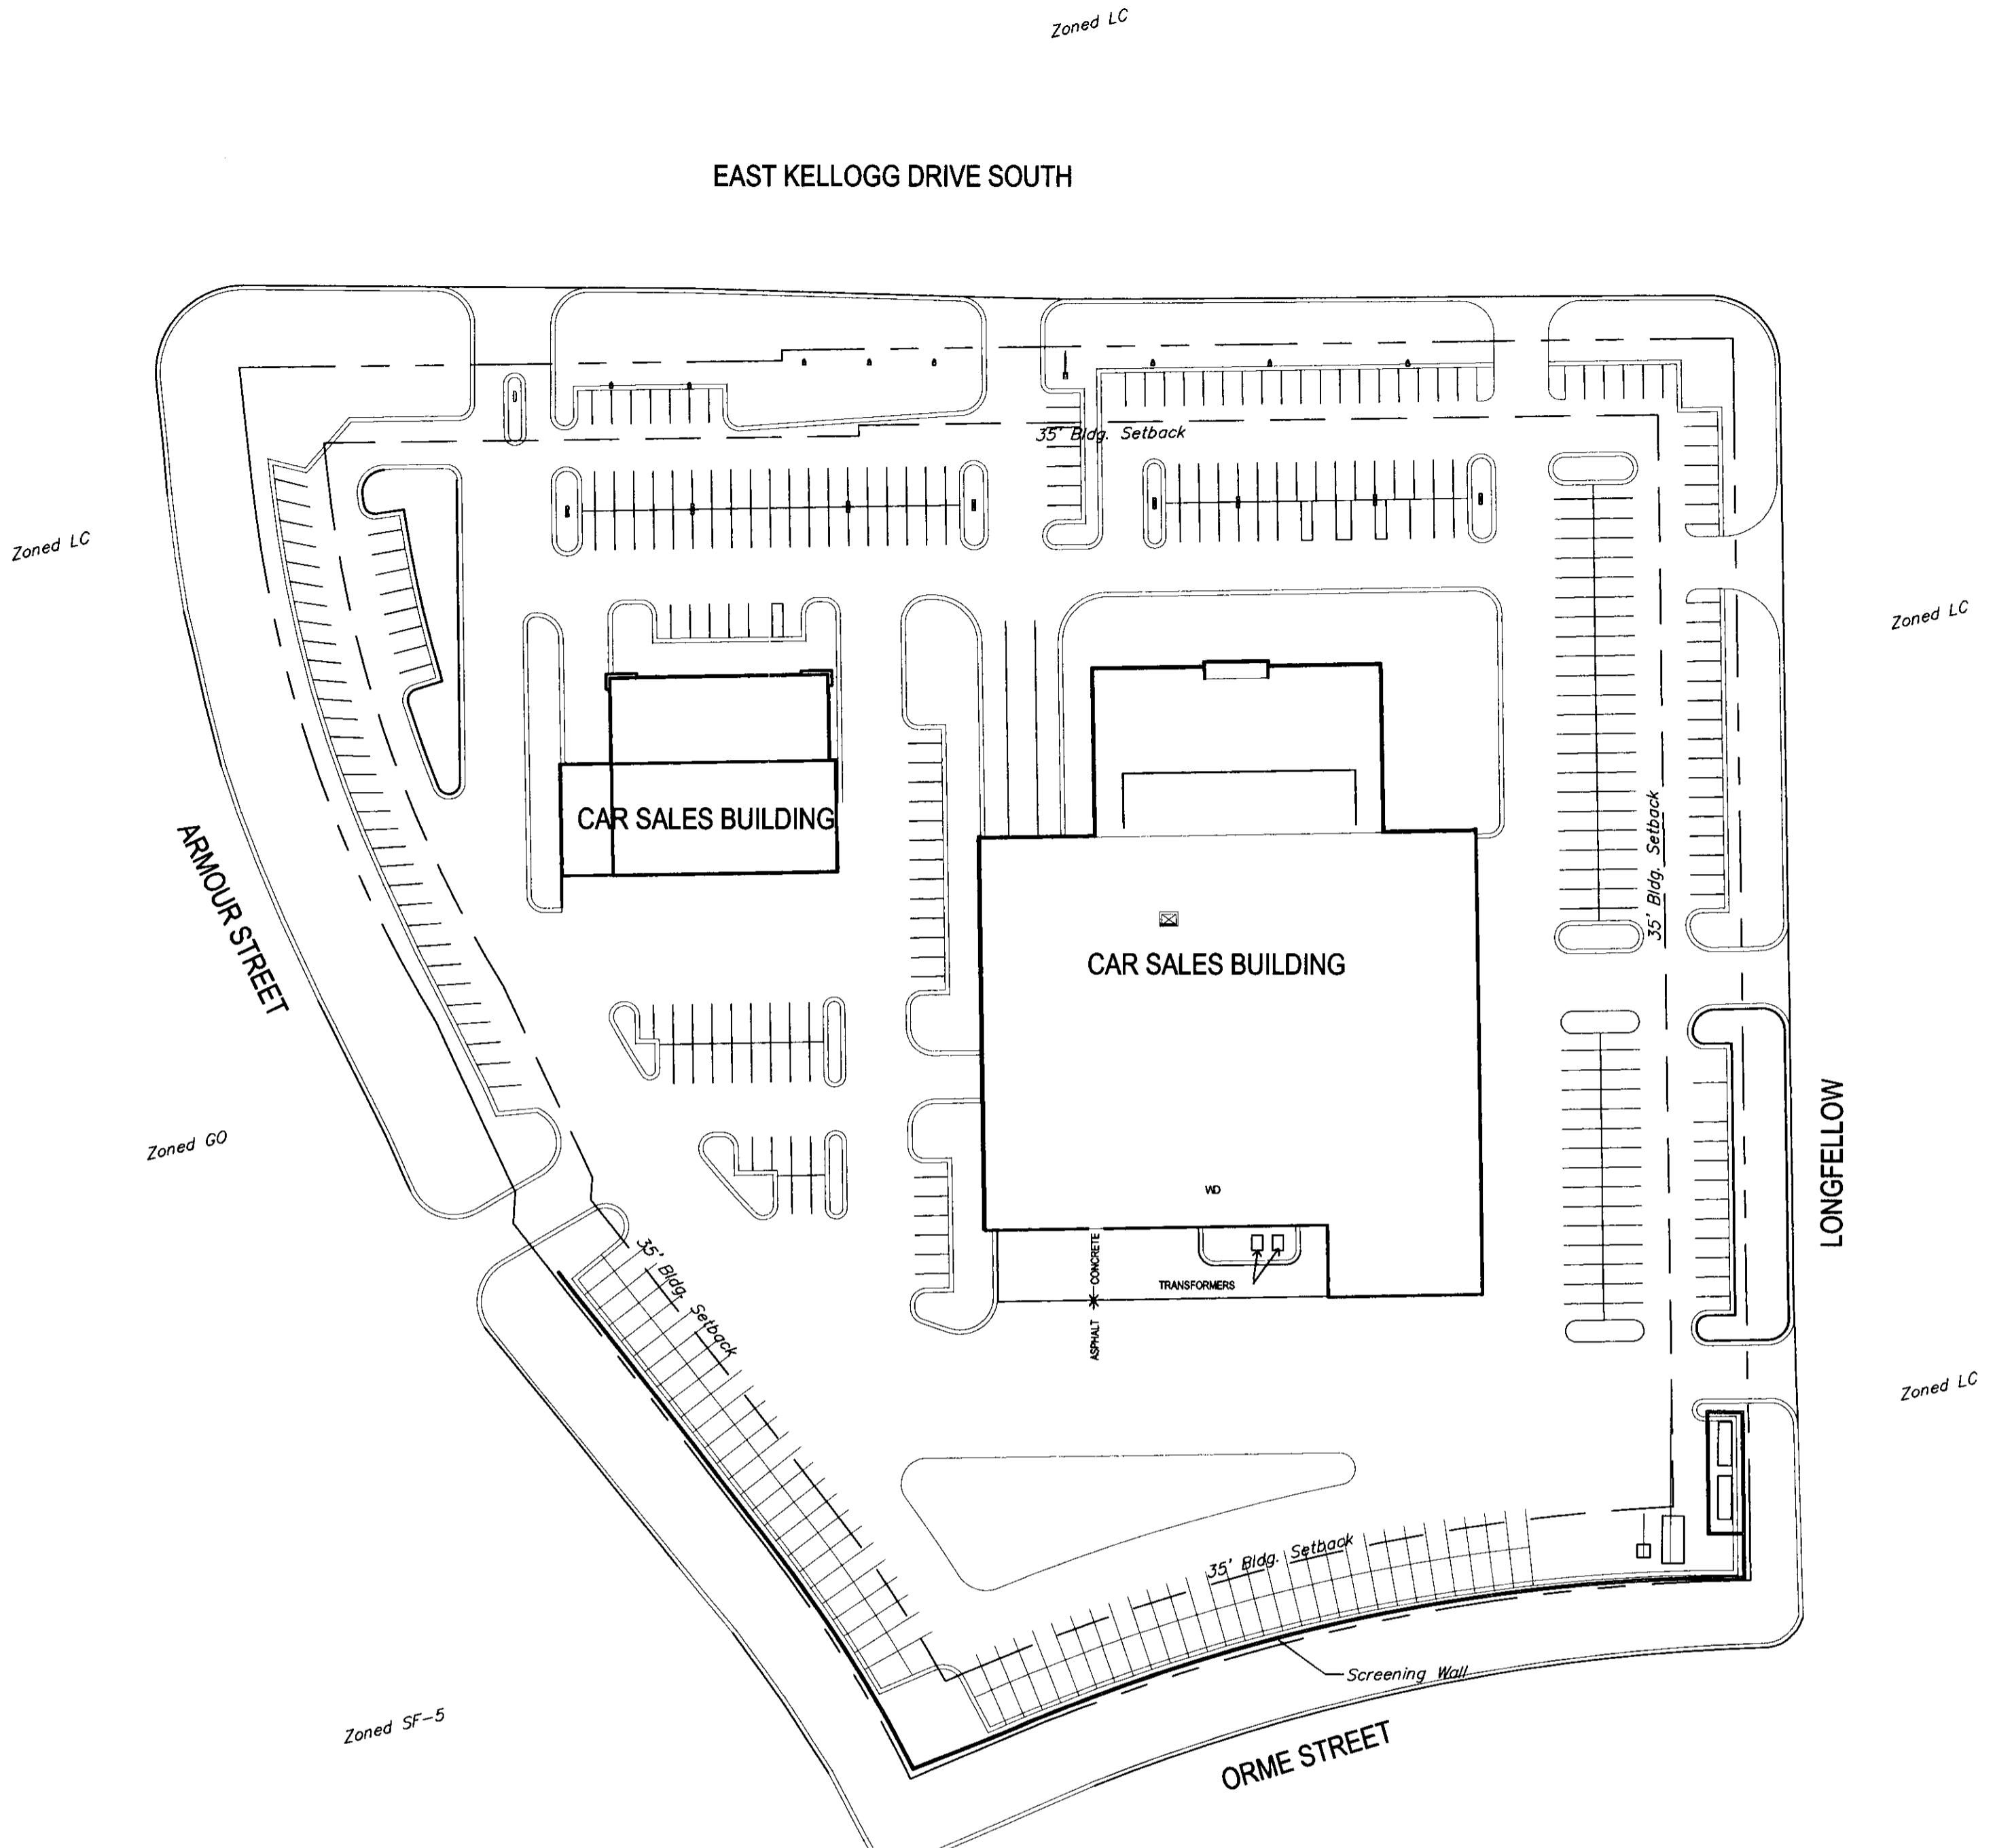 Zoned LC
EAST KELLOGG DRIVE SOUTH
35' Bldg. Setback
Zoned LC
Zoned LC
CAR SALES BUILDING
35' Bldg. Setback
ARMOUR STREET
CAR SALES BUILDING
Zoned GO
LONGFELLOW
WD
35' Bldg. Setback
CONCRETE
TRANSFORMERS
ASPHALT
Zoned LC
35' Bldg. Setback
Screening Wall
Zoned SF-5
ORME STREET